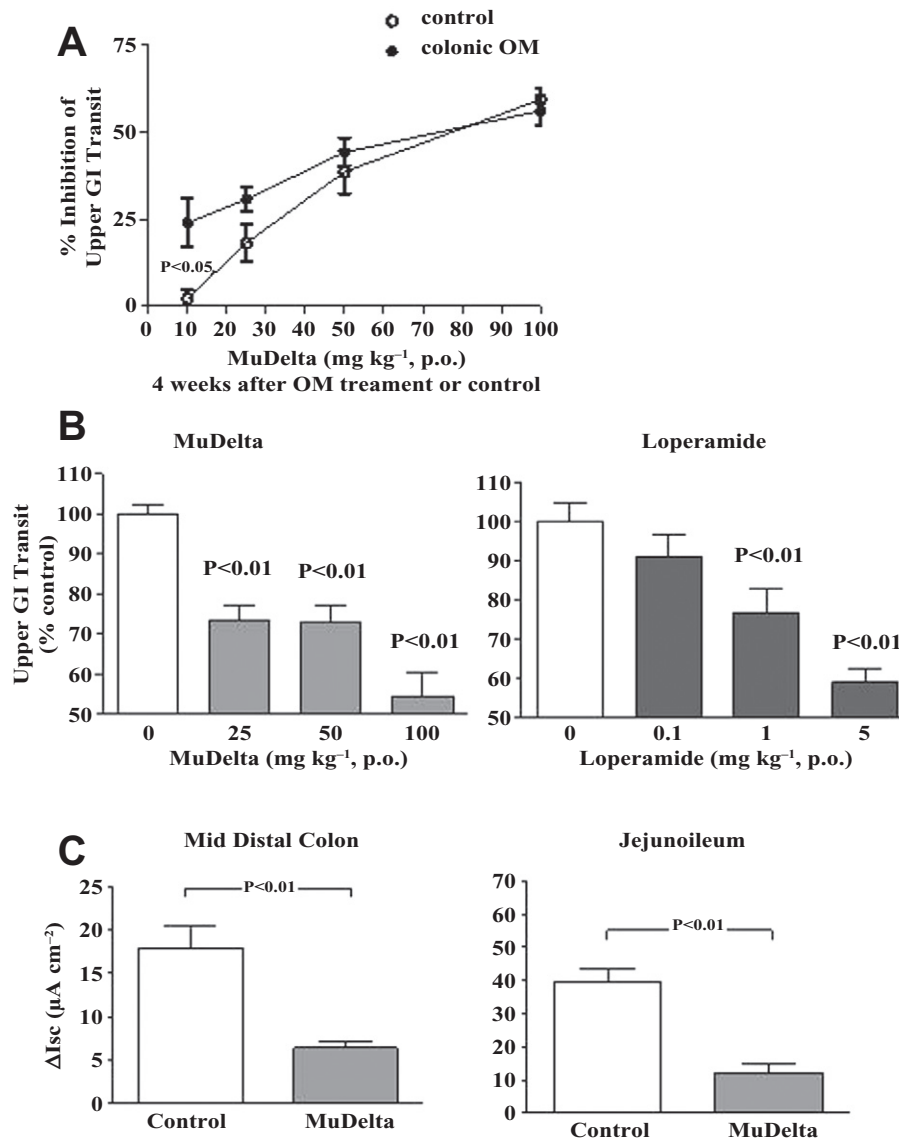 A
control
colonic OM
75
50
25
0
% Inhibition of
Upper GI Transit
P<0.05
0 10 20 30 40 50 60 70 80 90 100
MuDelta (mg kg⁻¹, p.o.)
4 weeks after OM treament or control
B
MuDelta
110
100
90
80
70
60
50
Upper GI Transit
(% control)
P<0.01 P<0.01
P<0.01
0 25 50 100
MuDelta (mg kg⁻¹, p.o.)
Loperamide
110
100
90
80
70
60
50
P<0.01
P<0.01
0 0.1 1 5
Loperamide (mg kg⁻¹, p.o.)
C
Mid Distal Colon
P<0.01
25
20
15
10
5
0
ΔIsc (µA cm⁻²)
Control MuDelta
Jejunoileum
70
60
50
40
30
20
10
0
P<0.01
Control MuDelta